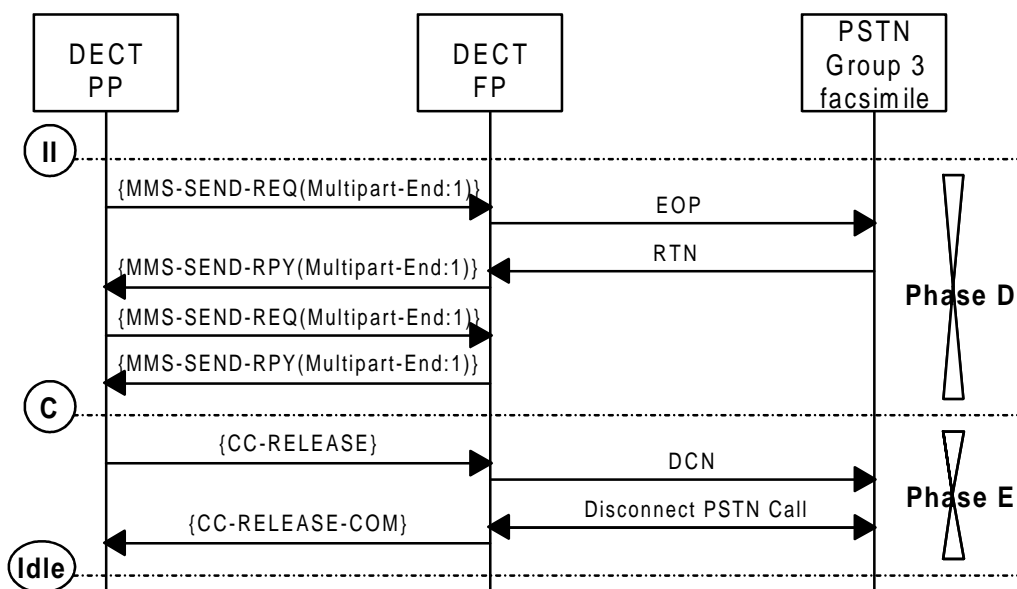 DECT
PP
DECT
FP
PSTN
Group 3
facsimile
II
{MMS-SEND-REQ(Multipart-End:1)}
EOP
RTN
{MMS-SEND-RPY(Multipart-End:1)}
Phase D
{MMS-SEND-REQ(Multipart-End:1)}
{MMS-SEND-RPY(Multipart-End:1)}
C
{CC-RELEASE}
DCN
Phase E
Disconnect PSTN Call
{CC-RELEASE-COM}
Idle